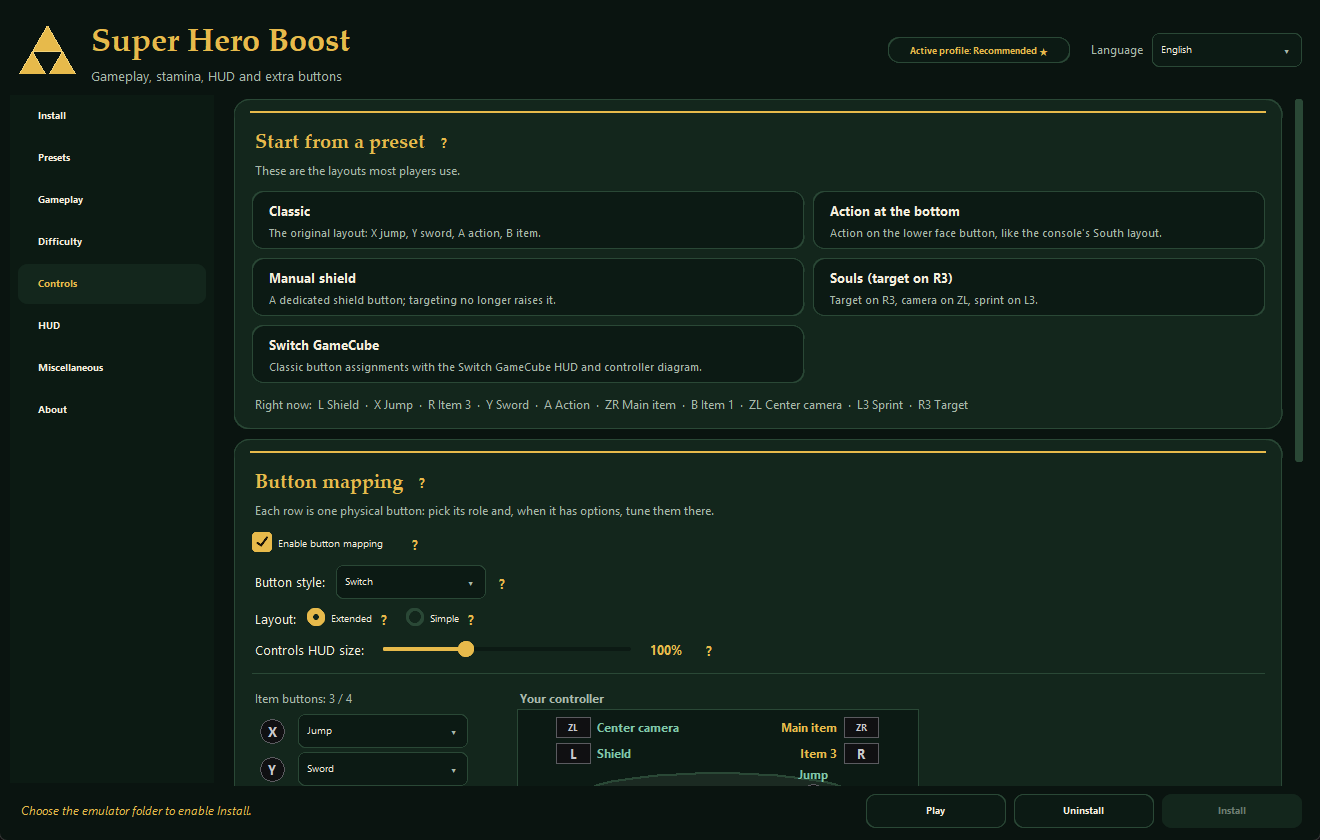 Super Hero Boost
Gameplay, stamina, HUD and extra buttons
Active profile: Recommended ★
Language
English
Install
Presets
Gameplay
Difficulty
Controls
HUD
Miscellaneous
About
Start from a preset ?
These are the layouts most players use.
Classic
The original layout: X jump, Y sword, A action, B item.
Action at the bottom
Action on the lower face button, like the console's South layout.
Manual shield
A dedicated shield button; targeting no longer raises it.
Souls (target on R3)
Target on R3, camera on ZL, sprint on L3.
Switch GameCube
Classic button assignments with the Switch GameCube HUD and controller diagram.
Right now: L Shield · X Jump · R Item 3 · Y Sword · A Action · ZR Main item · B Item 1 · ZL Center camera · L3 Sprint · R3 Target
Button mapping ?
Each row is one physical button: pick its role and, when it has options, tune them there.
Enable button mapping ?
Button style: Switch ?
Layout: Extended ? Simple ?
Controls HUD size: 100% ?
Item buttons: 3 / 4
X Jump
Y Sword
Your controller
ZL Center camera Main item ZR
L Shield Item 3 R
Jump
Choose the emulator folder to enable Install.
Play
Uninstall
Install